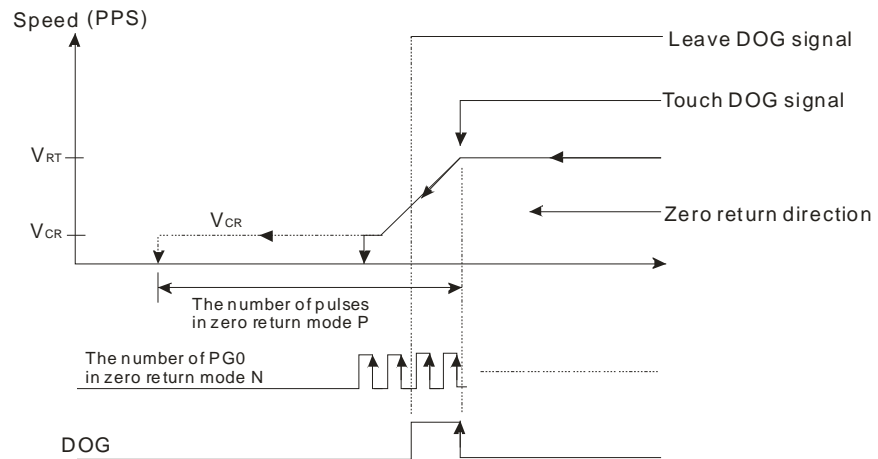 Speed (PPS)
Leave DOG signal
Touch DOG signal
VRT
Zero return direction
VCR
VCR
The number of pulses
in zero return mode P
The number of PG0
in zero return mode N
DOG